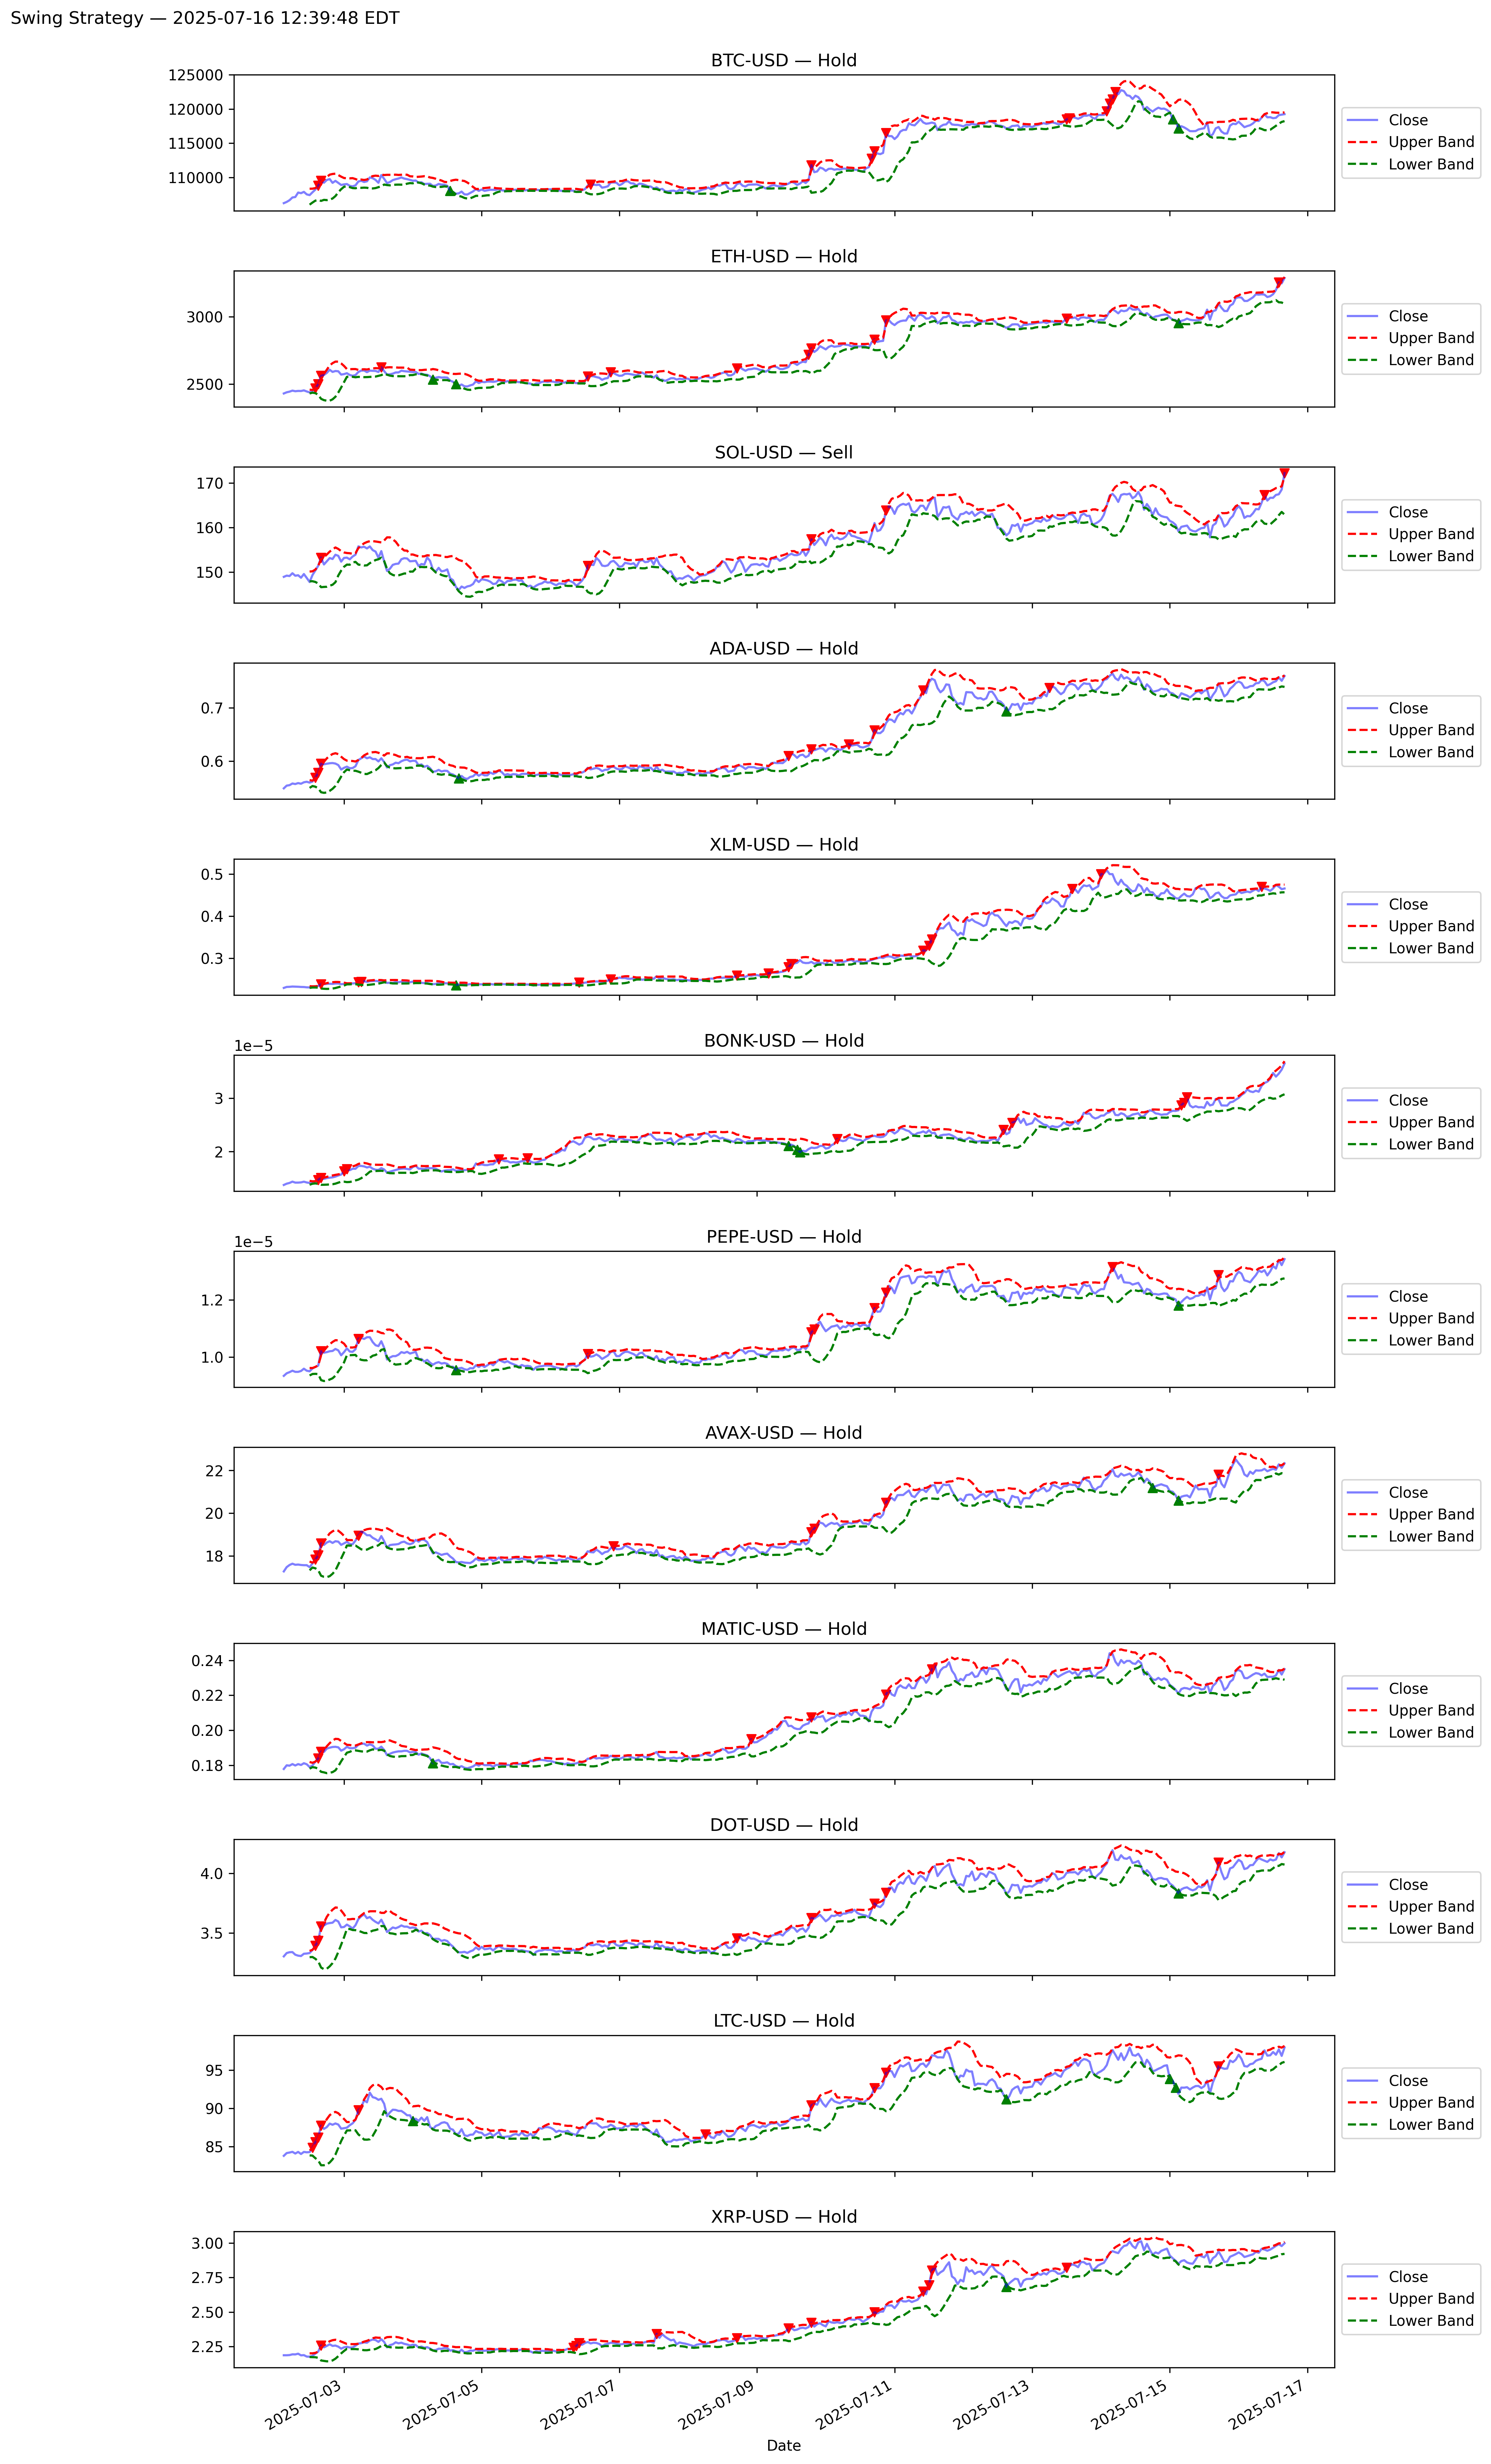 Swing Strategy — 2025-07-16 12:39:48 EDT
BTC-USD — Hold
125000
120000
115000
110000
Close
Upper Band
Lower Band
ETH-USD — Hold
3000
2500
Close
Upper Band
Lower Band
SOL-USD — Sell
170
160
150
Close
Upper Band
Lower Band
ADA-USD — Hold
0.7
0.6
Close
Upper Band
Lower Band
XLM-USD — Hold
0.5
0.4
0.3
Close
Upper Band
Lower Band
BONK-USD — Hold
1e−5
3
2
Close
Upper Band
Lower Band
PEPE-USD — Hold
1e−5
1.2
1.0
Close
Upper Band
Lower Band
AVAX-USD — Hold
22
20
18
Close
Upper Band
Lower Band
MATIC-USD — Hold
0.24
0.22
0.20
0.18
Close
Upper Band
Lower Band
DOT-USD — Hold
4.0
3.5
Close
Upper Band
Lower Band
LTC-USD — Hold
95
90
85
Close
Upper Band
Lower Band
XRP-USD — Hold
3.00
2.75
2.50
2.25
Close
Upper Band
Lower Band
2025-07-03
2025-07-05
2025-07-07
2025-07-09
2025-07-11
2025-07-13
2025-07-15
2025-07-17
Date